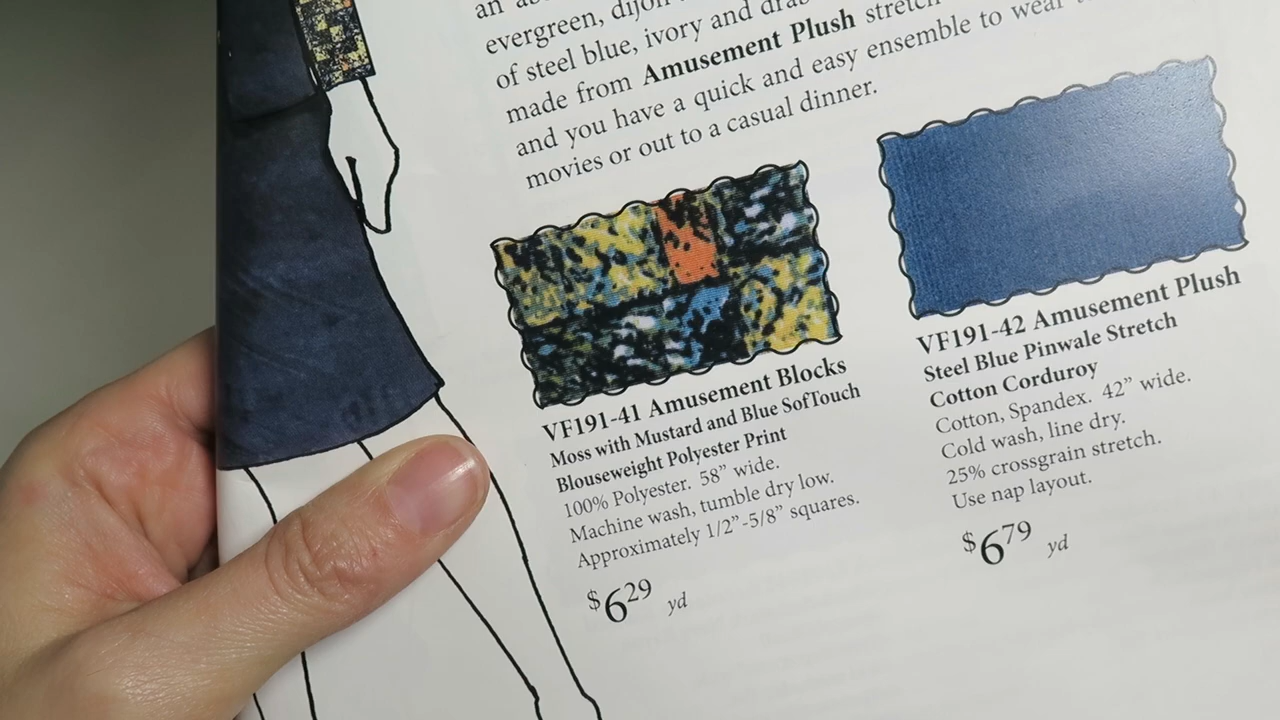 an
evergreen, dijon
of steel blue, ivory and drab
made from Amusement Plush stretch
and you have a quick and easy ensemble to wear
movies or out to a casual dinner.
VF191-41 Amusement Blocks
Moss with Mustard and Blue SofTouch
Blouseweight Polyester Print
100% Polyester. 58” wide.
Machine wash, tumble dry low.
Approximately 1/2”-5/8” squares.
$6²⁹ yd
VF191-42 Amusement Plush
Steel Blue Pinwale Stretch
Cotton Corduroy
Cotton, Spandex. 42” wide.
Cold wash, line dry.
25% crossgrain stretch.
Use nap layout.
$6⁷⁹ yd